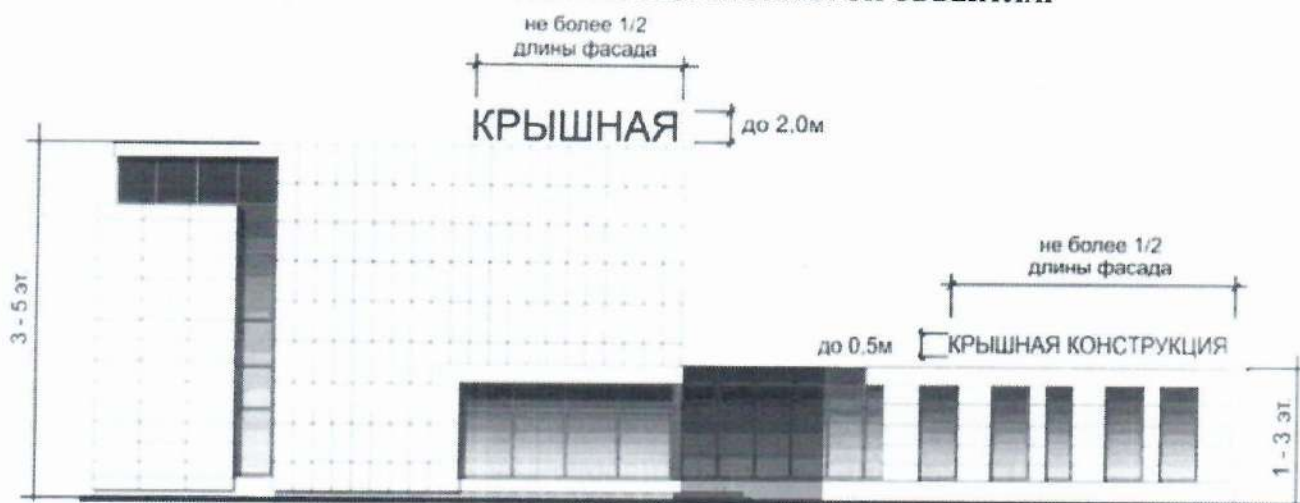 не более 1/2
длины фасада
КРЫШНАЯ
до 2.0м
3 - 5 эт
не более 1/2
длины фасада
до 0.5м
КРЫШНАЯ КОНСТРУКЦИЯ
1 - 3 эт.